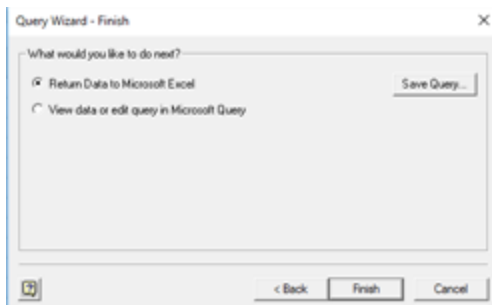 Query Wizard - Finish
What would you like to do next?
Return Data to Microsoft Excel
Save Query...
View data or edit query in Microsoft Query
?
< Back
Finish
Cancel